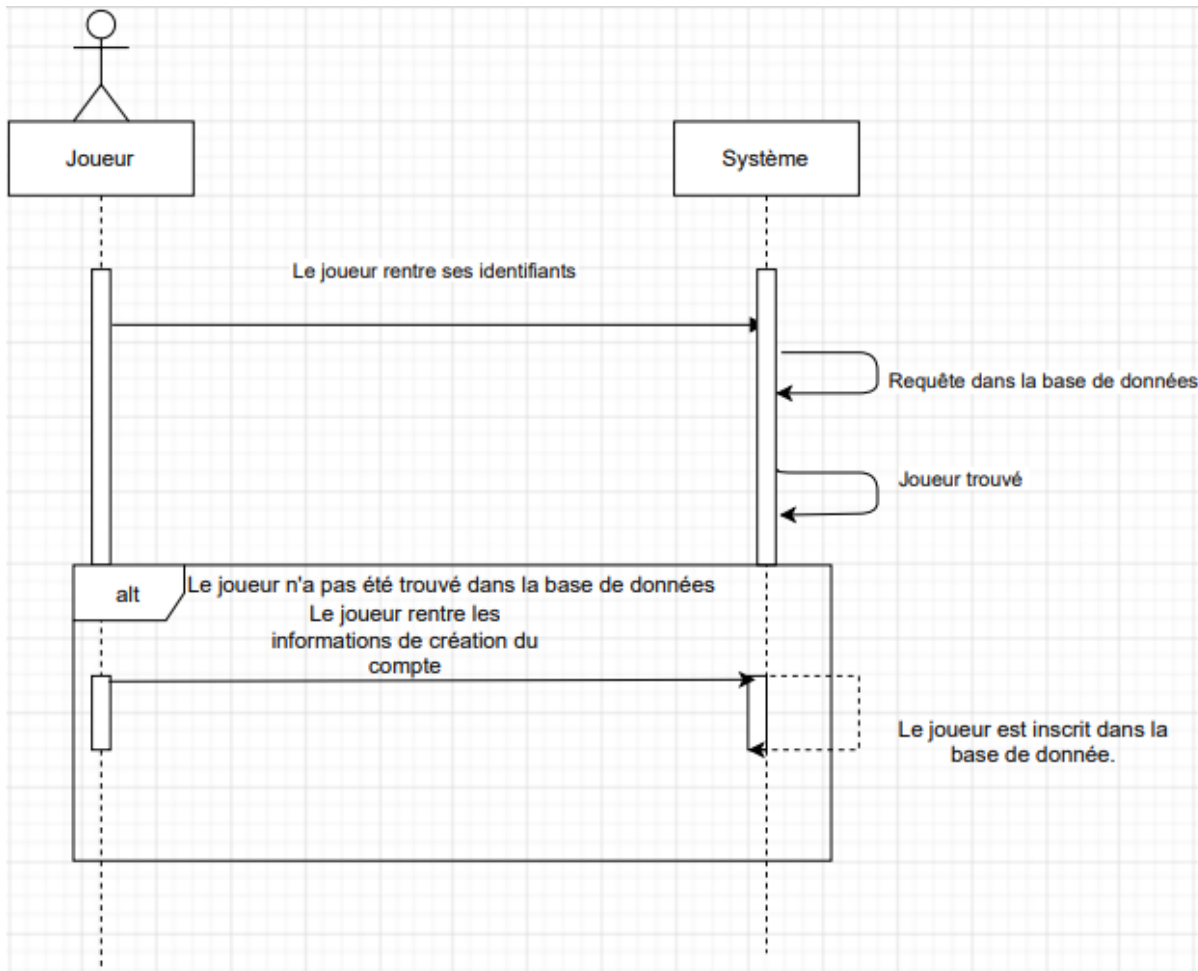 Joueur
Système
Le joueur rentre ses identifiants
Requête dans la base de données
Joueur trouvé
alt
Le joueur n'a pas été trouvé dans la base de données
Le joueur rentre les
informations de création du
compte
Le joueur est inscrit dans la
base de donnée.